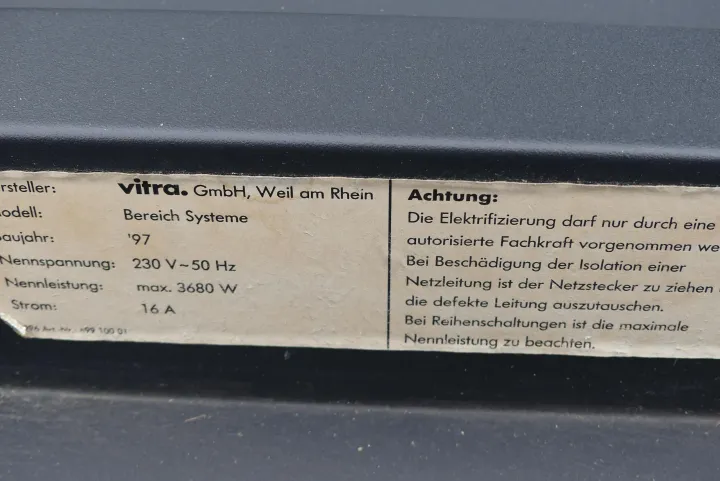 rsteller: vitra. GmbH, Weil am Rhein
odell: Bereich Systeme
aujahr: '97
Nennspannung: 230 V~50 Hz
Nennleistung: max. 3680 W
Strom: 16 A
Achtung:
Die Elektrifizierung darf nur durch eine
autorisierte Fachkraft vorgenommen we
Bei Beschädigung der Isolation einer
Netzleitung ist der Netzstecker zu ziehen
die defekte Leitung auszutauschen.
Bei Reihenschaltungen ist die maximale
Nennleistung zu beachten.